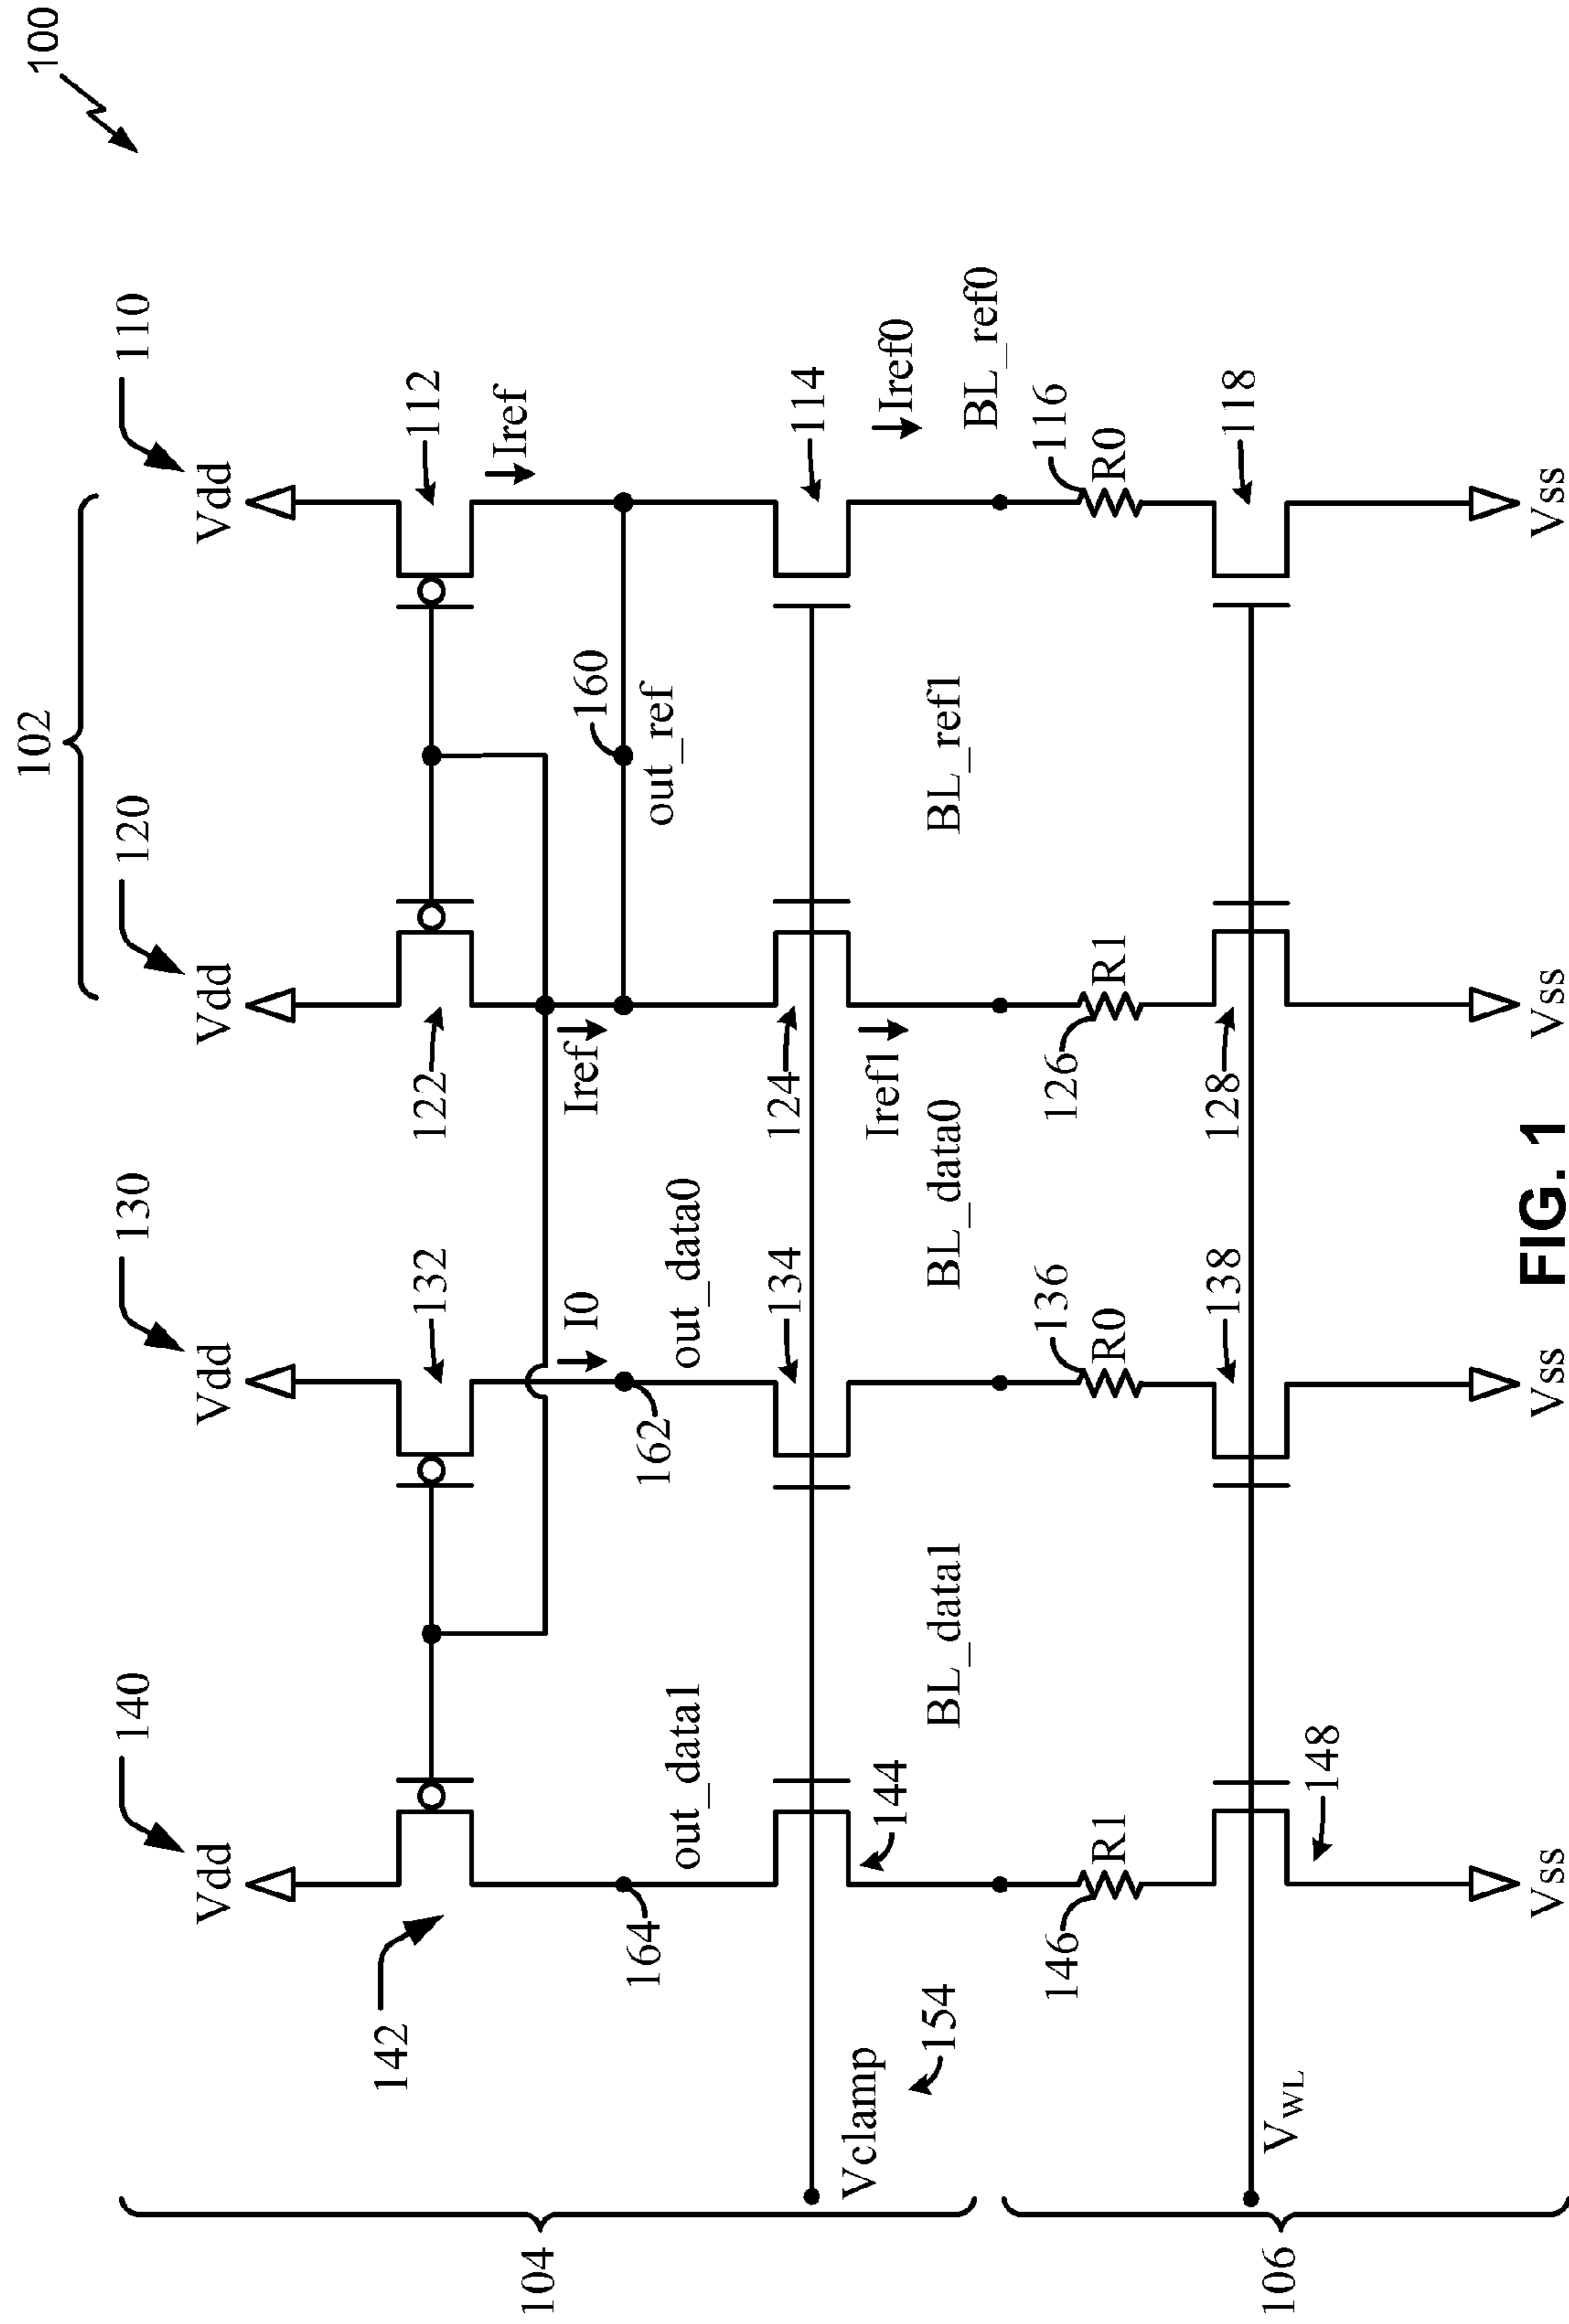 100
102
110
120
130
140
Vdd
Vdd
Vdd
Vdd
142
132
122
112
Iref
I0
Iref
160
out_ref
out_data1
out_data0
164
162
144
134
124
114
Vclamp
154
Iref1
Iref0
BL_data1
BL_data0
BL_ref1
BL_ref0
146
R1
136
R0
126
R1
116
R0
148
138
128
118
VWL
Vss
Vss
Vss
Vss
104
106
FIG. 1